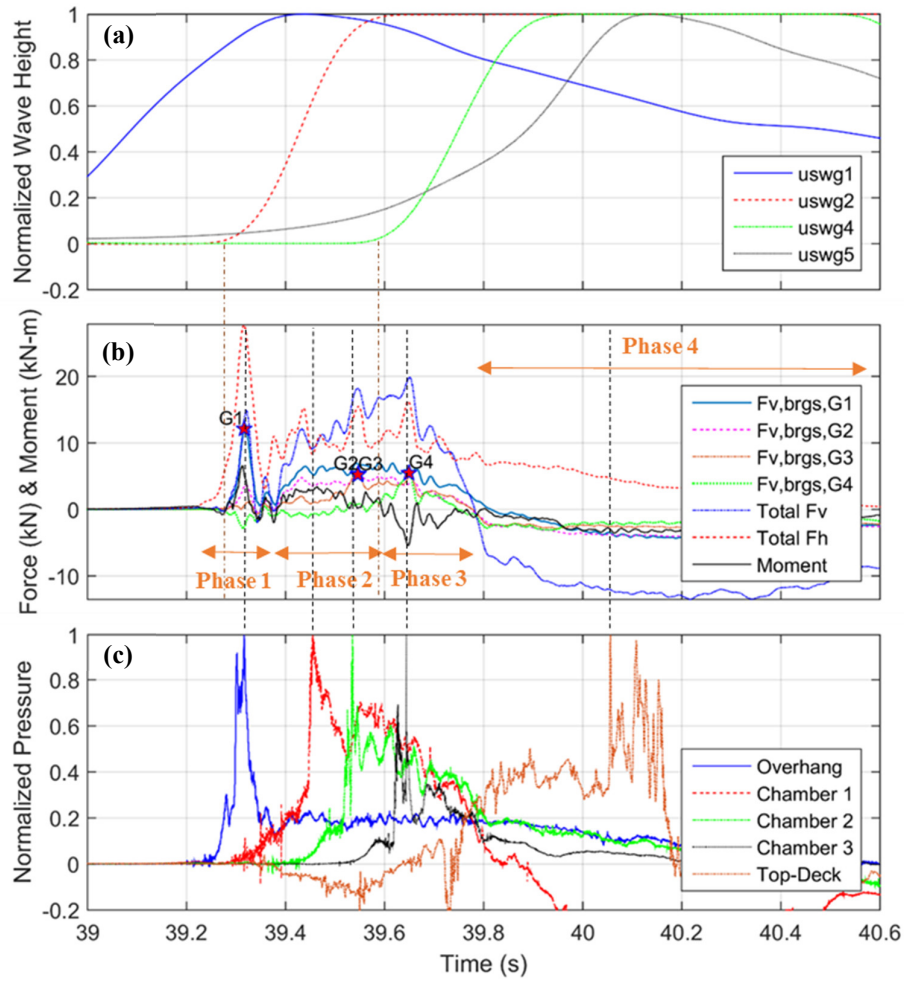 (a)
Normalized Wave Height
1
0.8
0.6
0.4
0.2
0
-0.2
uswg1
uswg2
uswg4
uswg5
(b)
Force (kN) & Moment (kN-m)
20
10
0
-10
G1
G2G3
G4
Phase 1
Phase 2
Phase 3
Phase 4
Fv,brgs,G1
Fv,brgs,G2
Fv,brgs,G3
Fv,brgs,G4
Total Fv
Total Fh
Moment
(c)
Normalized Pressure
1
0.8
0.6
0.4
0.2
0
-0.2
Overhang
Chamber 1
Chamber 2
Chamber 3
Top-Deck
39 39.2 39.4 39.6 39.8 40 40.2 40.4 40.6
Time (s)